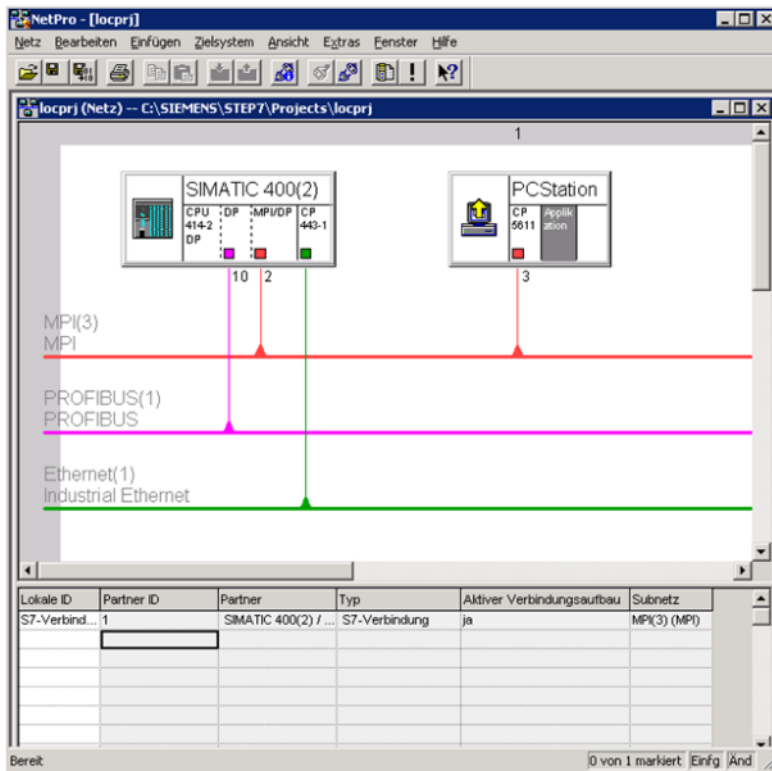 NetPro - [locprj]
Netz Bearbeiten Einfügen Zielsystem Ansicht Extras Fenster Hilfe
locprj (Netz) -- C:\SIEMENS\STEP7\Projects\locprj
1
SIMATIC 400(2)
CPU 414-2 DP
DP
MPI/DP
CP 443-1
PCStation
CP 5611
Applik ation
10 2
3
MPI(3)
MPI
PROFIBUS(1)
PROFIBUS
Ethernet(1)
Industrial Ethernet
Lokale ID Partner ID Partner Typ Aktiver Verbindungsaufbau Subnetz
S7-Verbind... 1 SIMATIC 400(2) / ... S7-Verbindung ja MPI(3) (MPI)
Bereit 0 von 1 markiert Einfg Änd